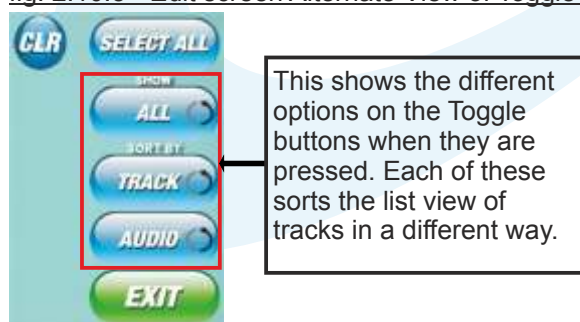 CLR
SELECT ALL
SHOW
ALL
SORT BY
TRACK
AUDIO
EXIT
This shows the different
options on the Toggle
buttons when they are
pressed. Each of these
sorts the list view of
tracks in a different way.